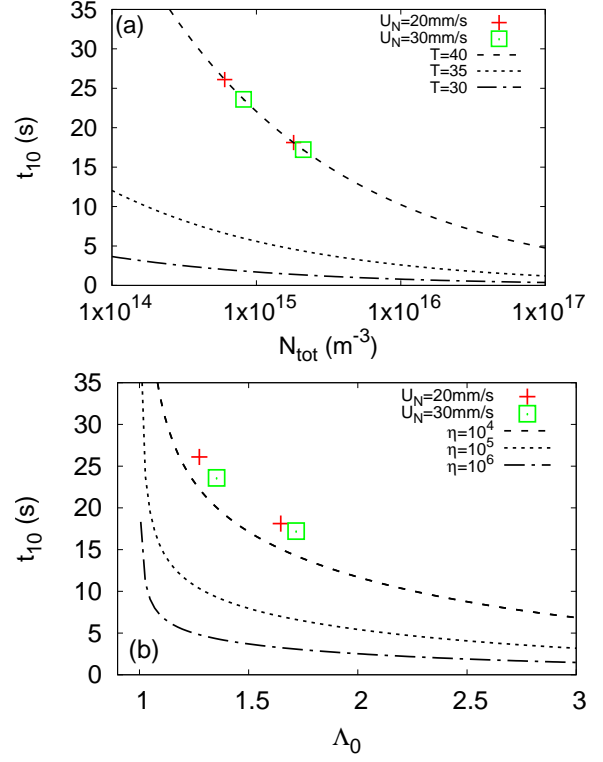 (a)
U_N=20mm/s
U_N=30mm/s
T=40
T=35
T=30
35
30
25
20
15
10
5
0
t_10 (s)
1x10^14
1x10^15
1x10^16
1x10^17
N_tot (m^-3)
U_N=20mm/s
U_N=30mm/s
η=10^4
η=10^5
η=10^6
35
30
25
20
15
10
5
0
t_10 (s)
(b)
1
1.5
2
2.5
3
Λ_0